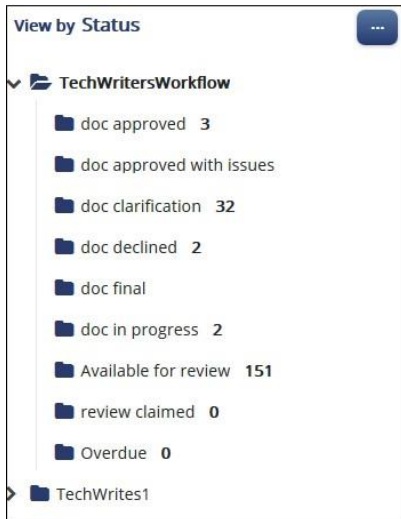 View by Status
...
TechWritersWorkflow
doc approved 3
doc approved with issues
doc clarification 32
doc declined 2
doc final
doc in progress 2
Available for review 151
review claimed 0
Overdue 0
TechWrites1